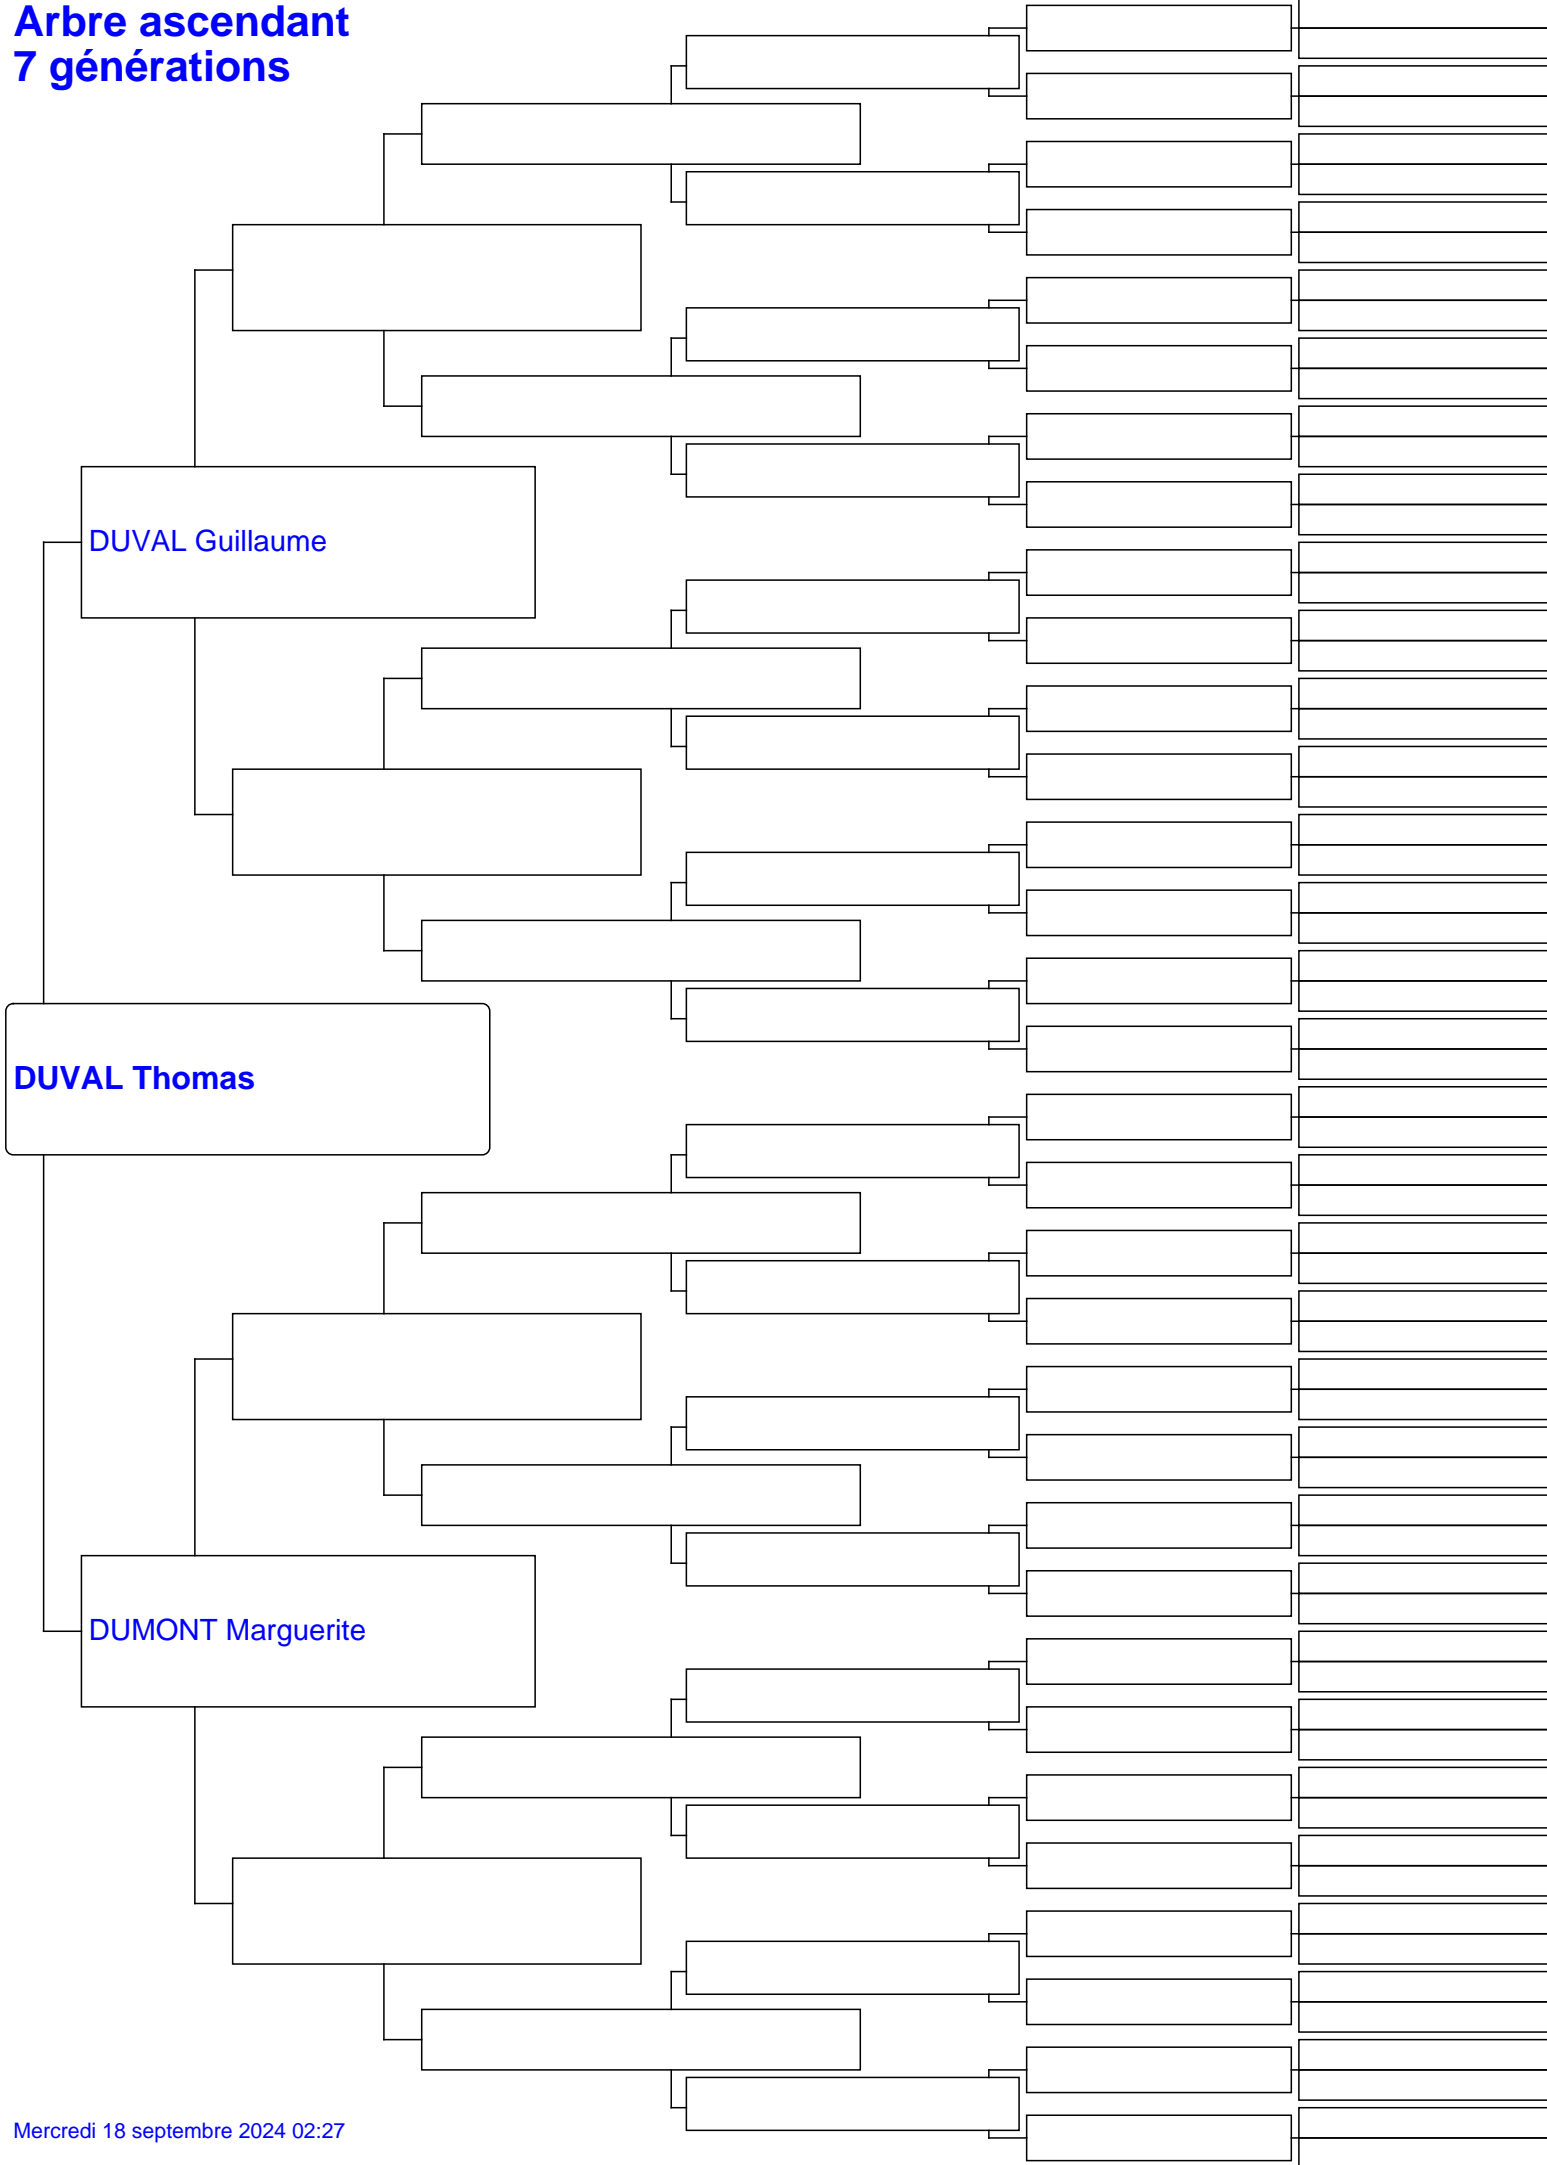 Arbre ascendant
7 générations
DUVAL Guillaume
DUVAL Thomas
DUMONT Marguerite
Mercredi 18 septembre 2024 02:27